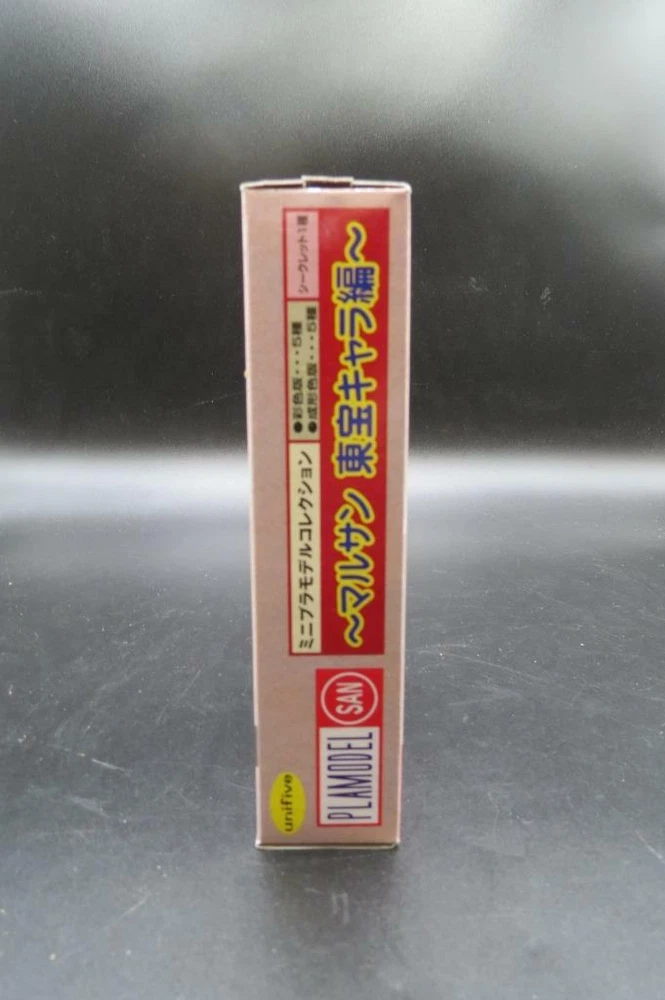 ミニプラモデルコレクション
●彩色版・・・5種
●成形色版・・・5種
シークレット1種
～マルサン 東宝キャラ編～
unifive
PLAMODEL
SAN